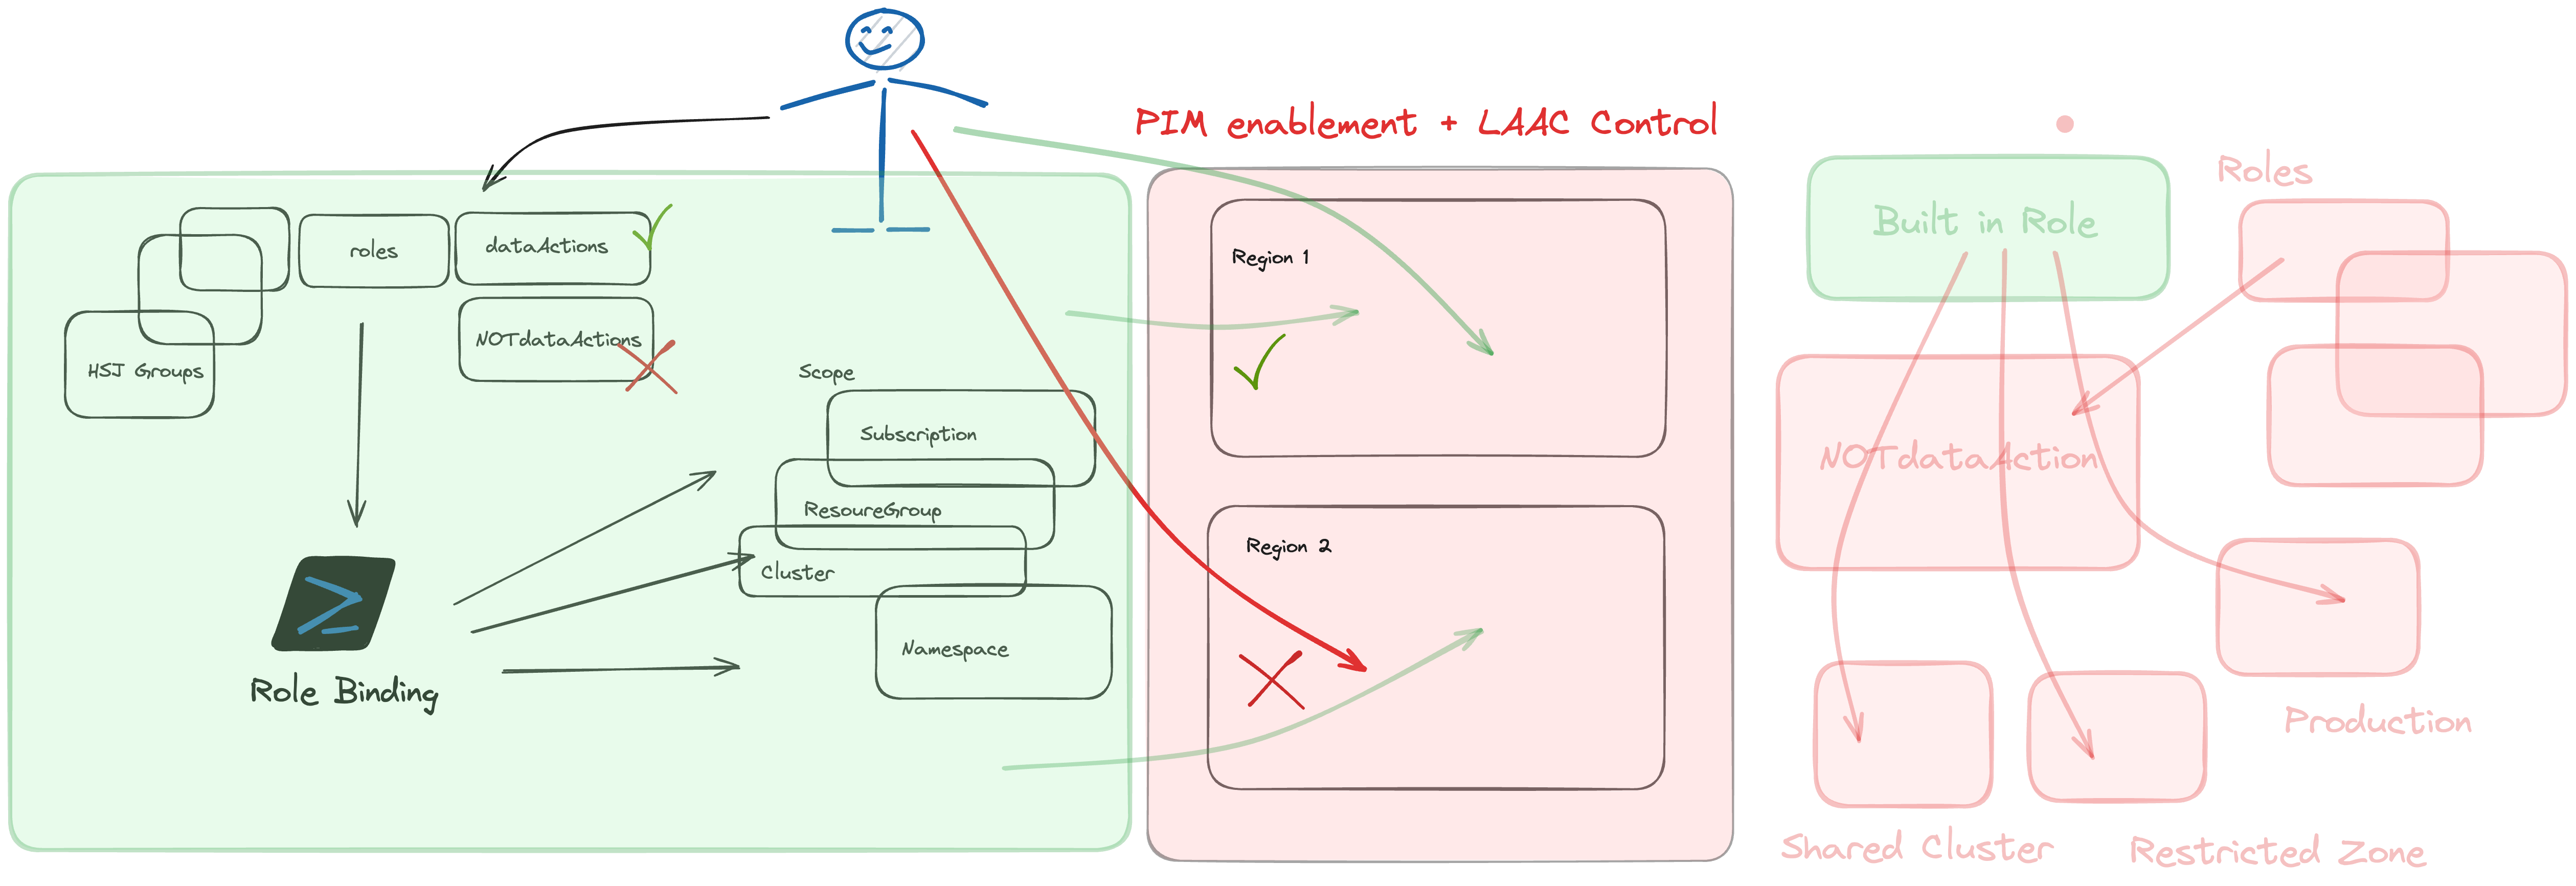 PIM enablement + LAAC Control
roles
dataActions
NOTdataActions
HSJ Groups
Scope
Subscription
ResoureGroup
Cluster
Namespace
Role Binding
Region 1
Region 2
Built in Role
Roles
NOTdataAction
Production
Shared Cluster
Restricted Zone